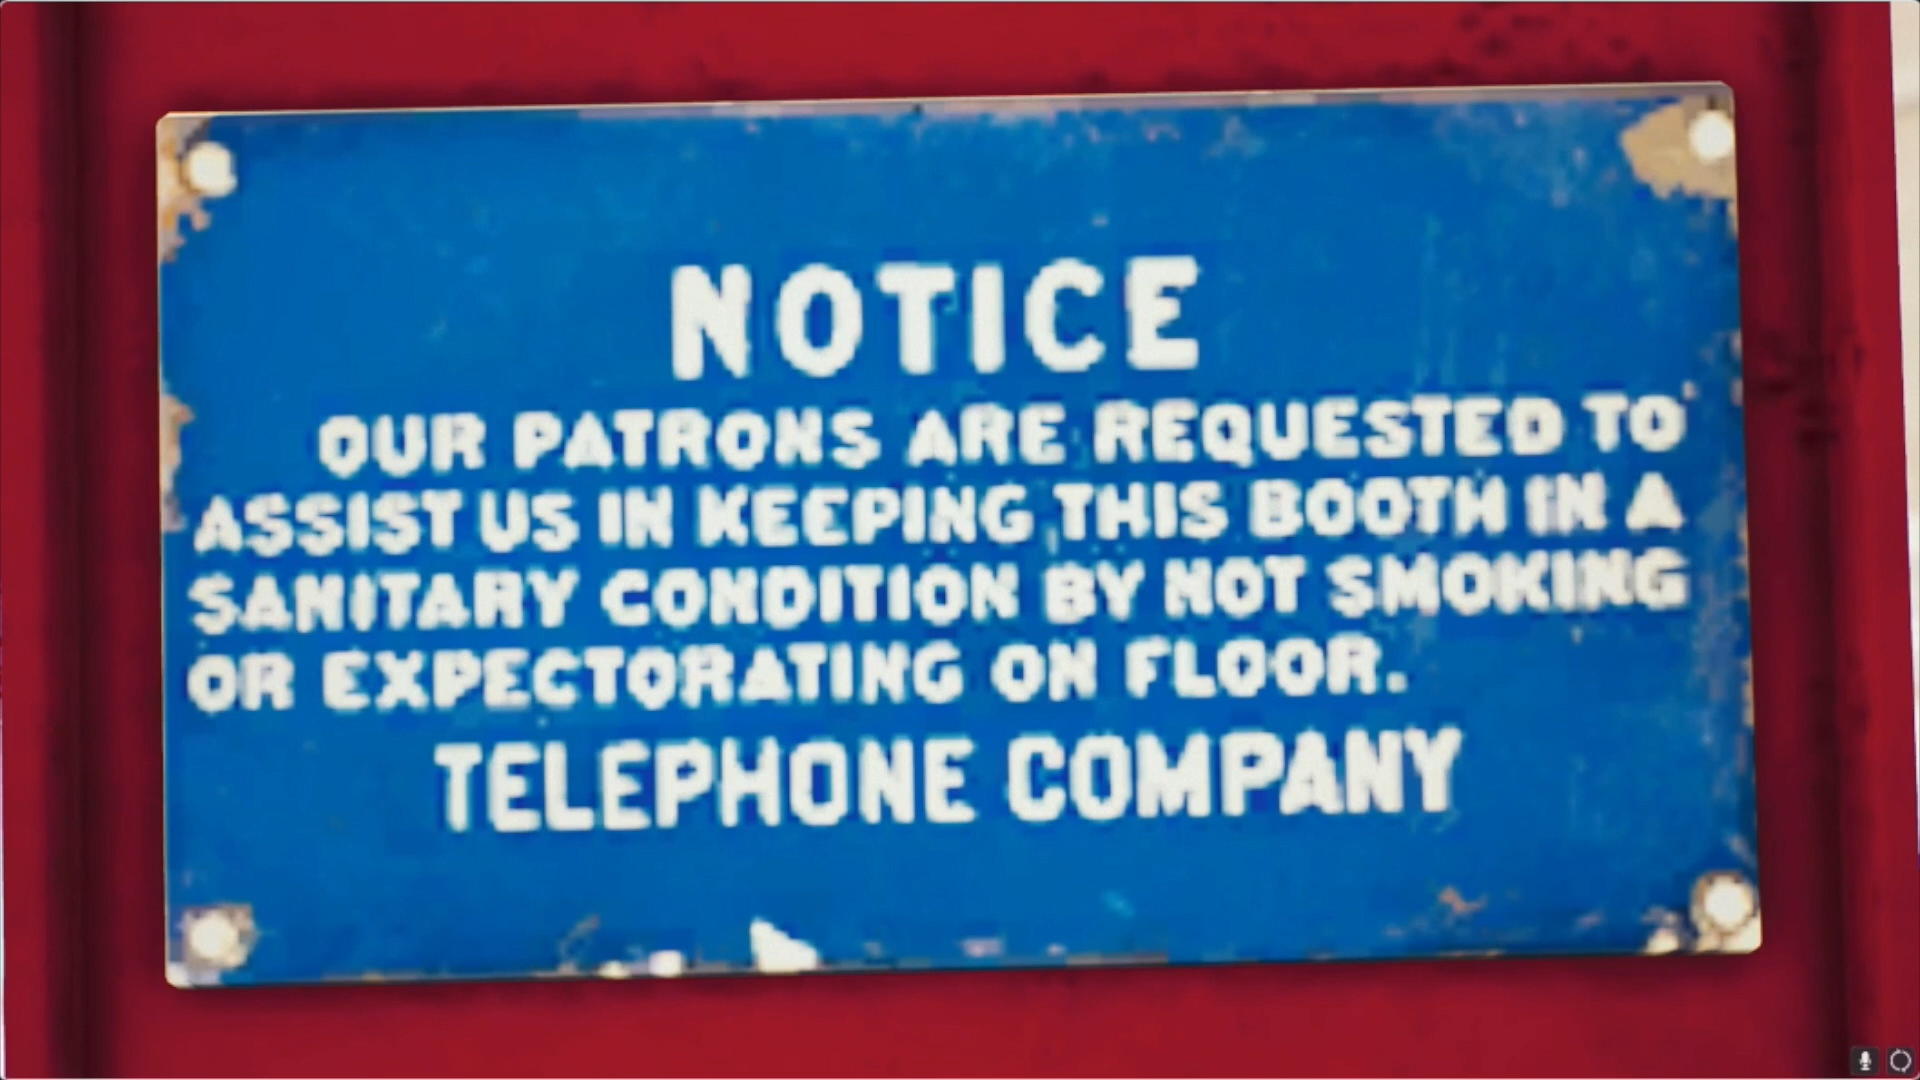 NOTICE
OUR PATRONS ARE REQUESTED TO
ASSIST US IN KEEPING THIS BOOTH IN A
SANITARY CONDITION BY NOT SMOKING
OR EXPECTORATING ON FLOOR.
TELEPHONE COMPANY